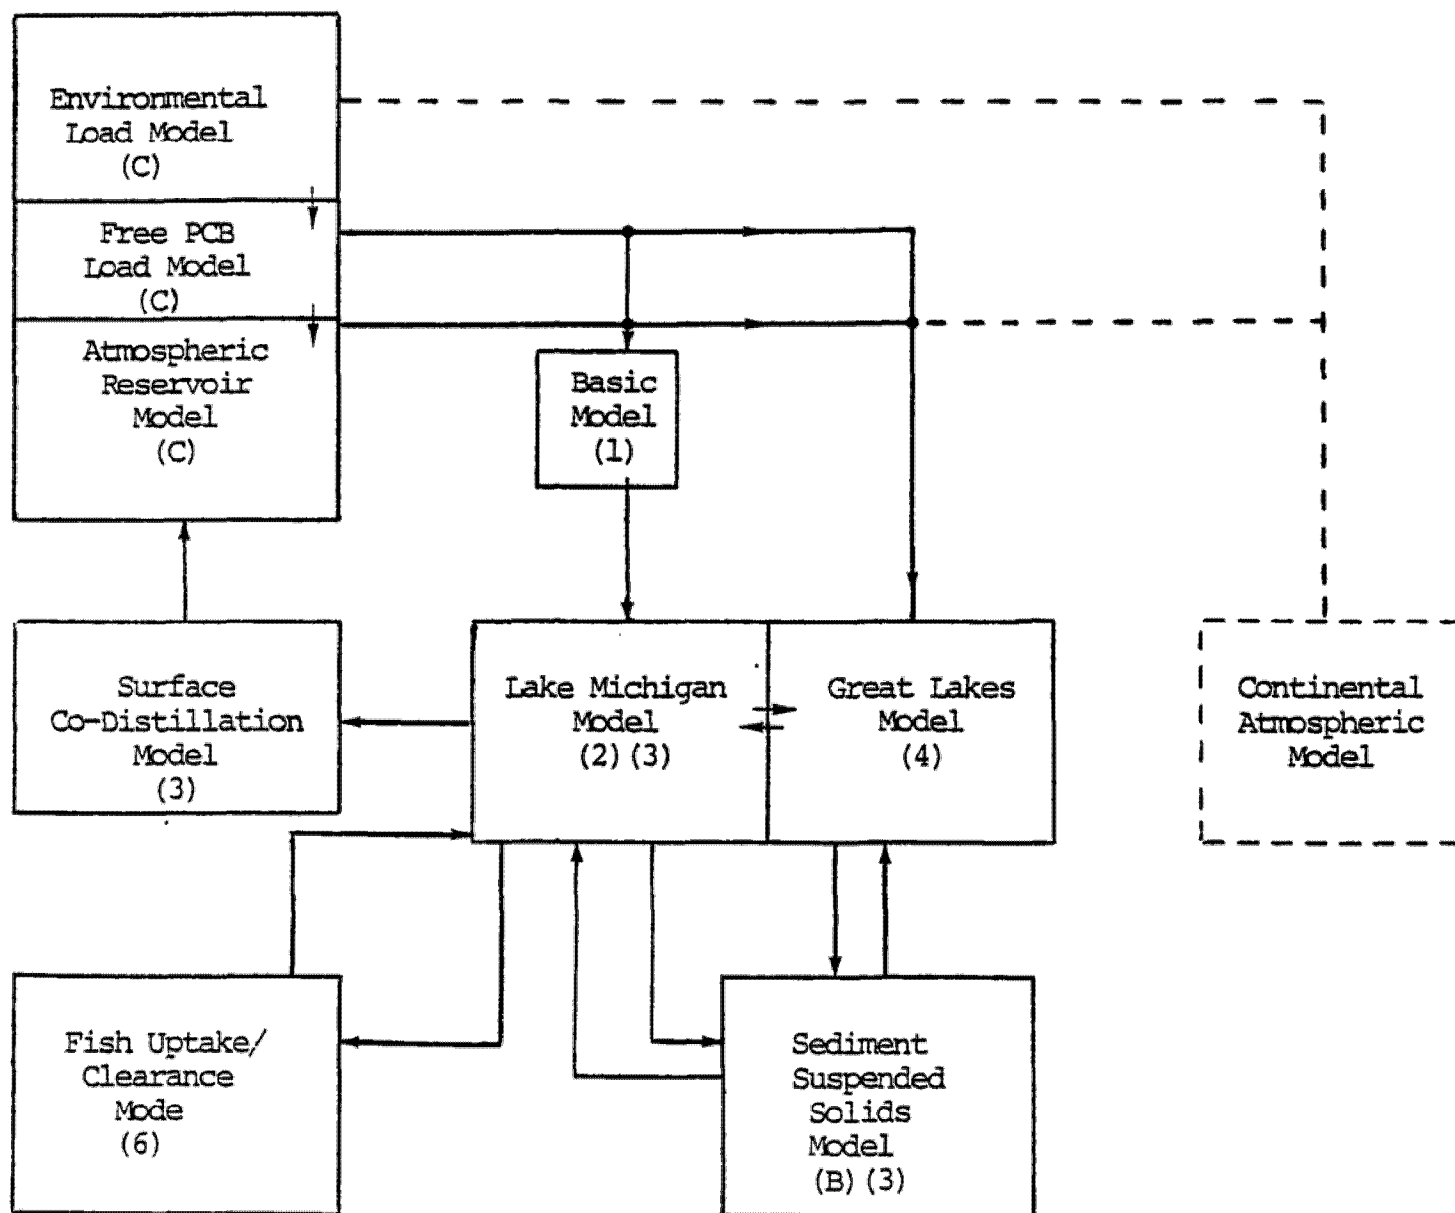 Environmental
Load Model
(C)
Free PCB
Load Model
(C)
Atmospheric
Reservoir
Model
(C)
Basic
Model
(1)
Surface
Co-Distillation
Model
(3)
Lake Michigan
Model
(2) (3)
Great Lakes
Model
(4)
Continental
Atmospheric
Model
Fish Uptake/
Clearance
Mode
(6)
Sediment
Suspended
Solids
Model
(B) (3)